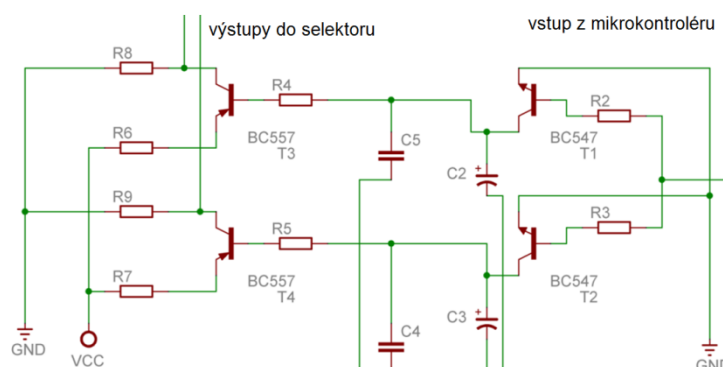 výstupy do selektoru
vstup z mikrokontroléru
R8
R4
R2
R6
BC557
T3
C5
C2
+
BC547
T1
R9
R5
R3
R7
BC557
T4
C4
C3
+
BC547
T2
GND
VCC
GND